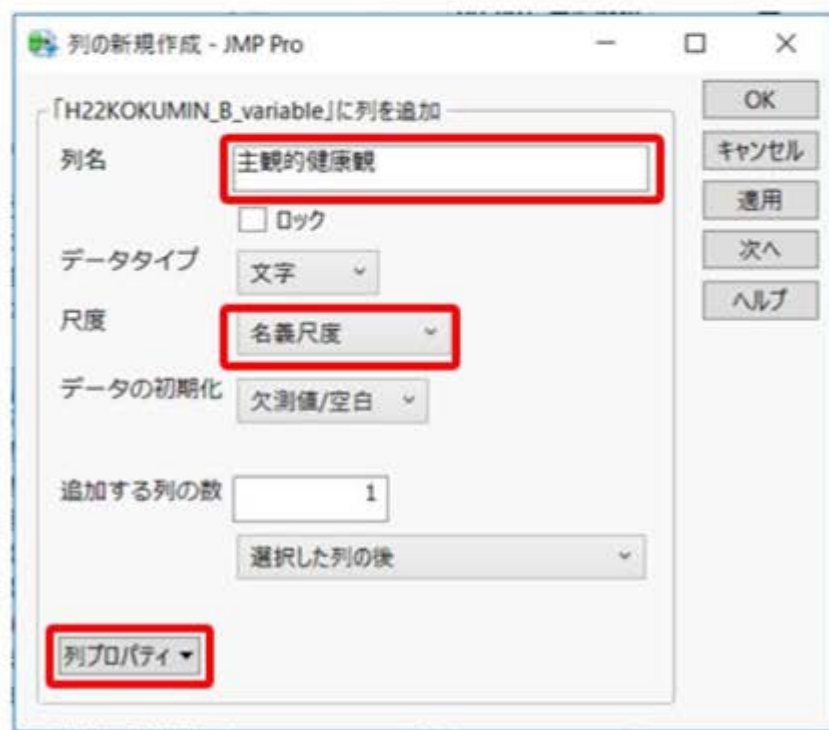 列の新規作成 - JMP Pro
「H22KOKUMIN_B_variable」に列を追加
列名
主観的健康観
ロック
データタイプ
文字
尺度
名義尺度
データの初期化
欠測値/空白
追加する列の数
1
選択した列の後
列プロパティ
OK
キャンセル
適用
次へ
ヘルプ